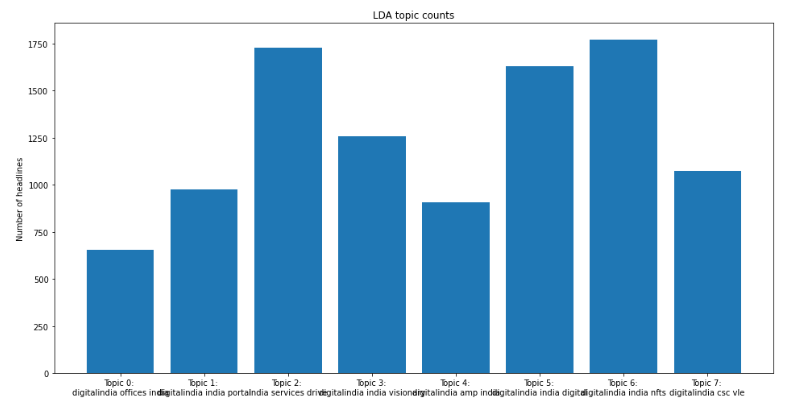 LDA topic counts
Number of headlines
1750
1500
1250
1000
750
500
250
0
Topic 0:
digitalindia offices india
Topic 1:
digitalindia india portal
Topic 2:
india services drive
Topic 3:
digitalindia india visionary
Topic 4:
digitalindia amp india
Topic 5:
digitalindia india digital
Topic 6:
digitalindia india nfts
Topic 7:
digitalindia csc vle